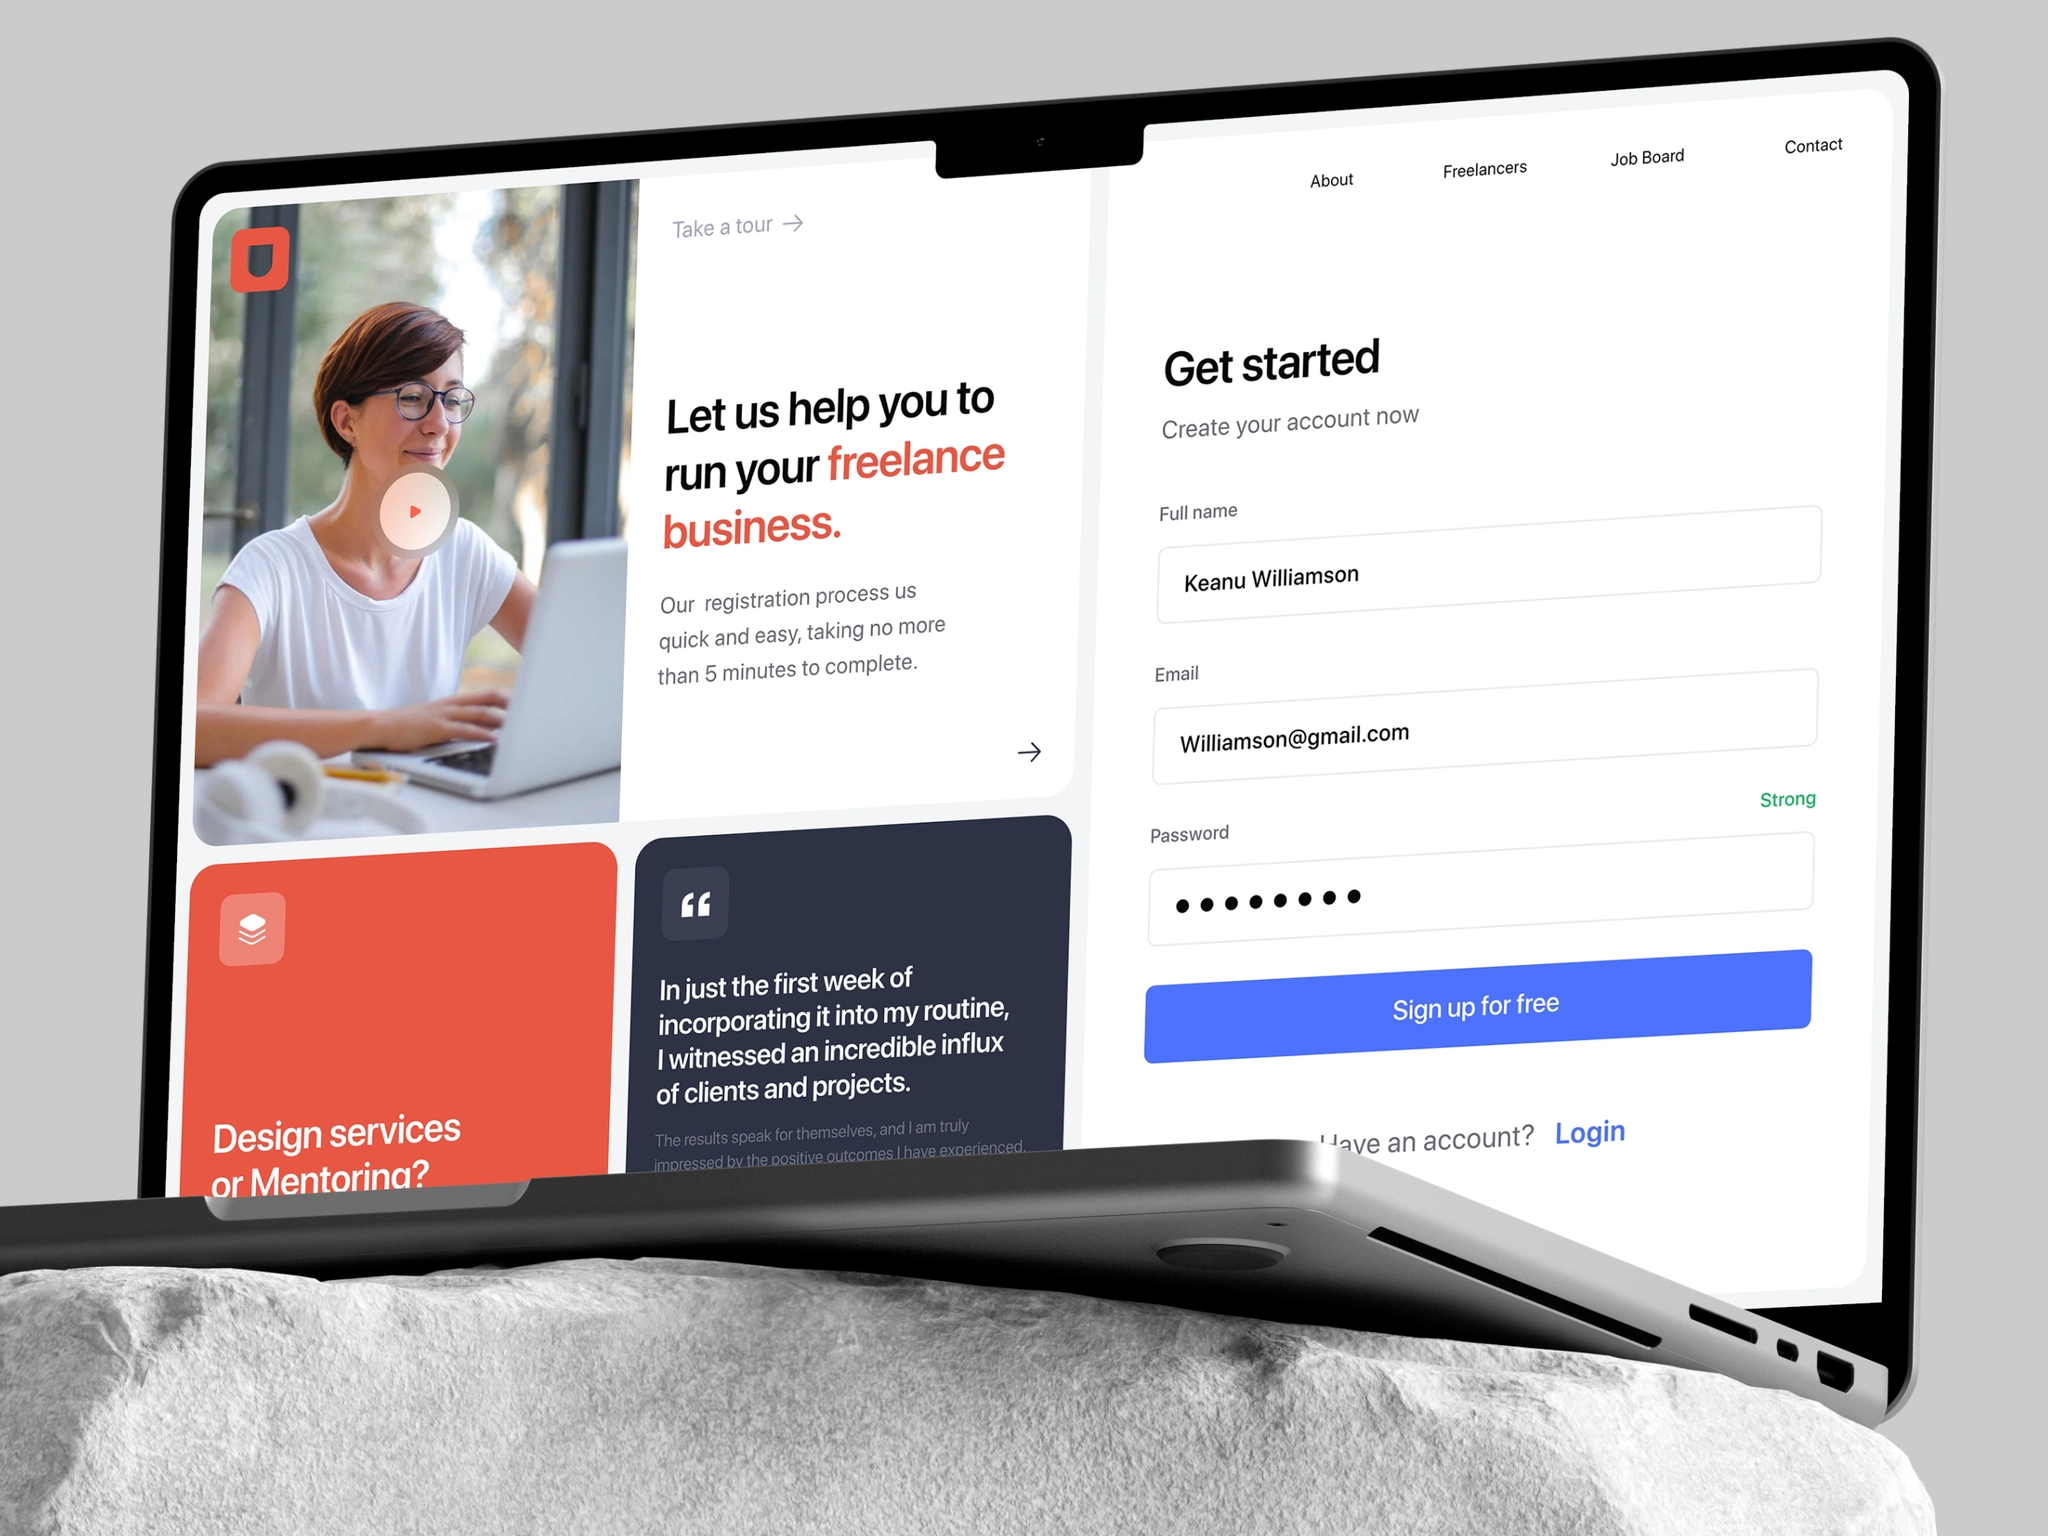 Take a tour
Let us help you to
run your freelance
business.
Our  registration process us
quick and easy, taking no more
than 5 minutes to complete.
Design services
or Mentoring?
In just the first week of
incorporating it into my routine,
I witnessed an incredible influx
of clients and projects.
The results speak for themselves, and I am truly
impressed by the positive outcomes I have experienced.
About
Freelancers
Job Board
Contact
Get started
Create your account now
Full name
Keanu Williamson
Email
Williamson@gmail.com
Strong
Password
Sign up for free
Have an account? Login